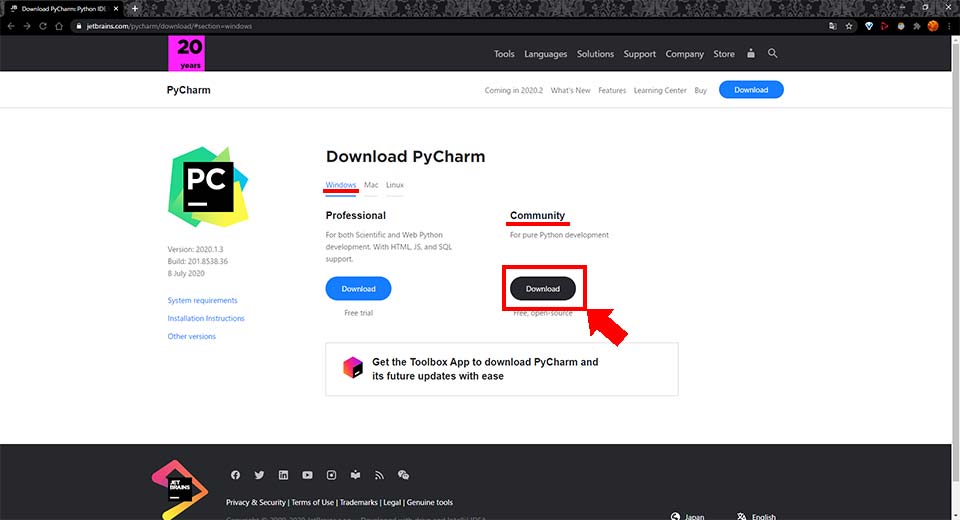 Download PyCharm: Python IDE
jetbrains.com/pycharm/download/#section=windows
20
years
Tools Languages Solutions Support Company Store
PyCharm
Coming in 2020.2 What's New Features Learning Center Buy Download
PC
Download PyCharm
Windows Mac Linux
Professional
For both Scientific and Web Python
development. With HTML, JS, and SQL
support.
Download
Free trial
Community
For pure Python development
Download
Free, open-source
Version: 2020.1.3
Build: 201.8538.36
8 July 2020
System requirements
Installation Instructions
Other versions
Get the Toolbox App to download PyCharm and
its future updates with ease
JET
BRAINS
Privacy & Security | Terms of Use | Trademarks | Legal | Genuine tools
Japan English